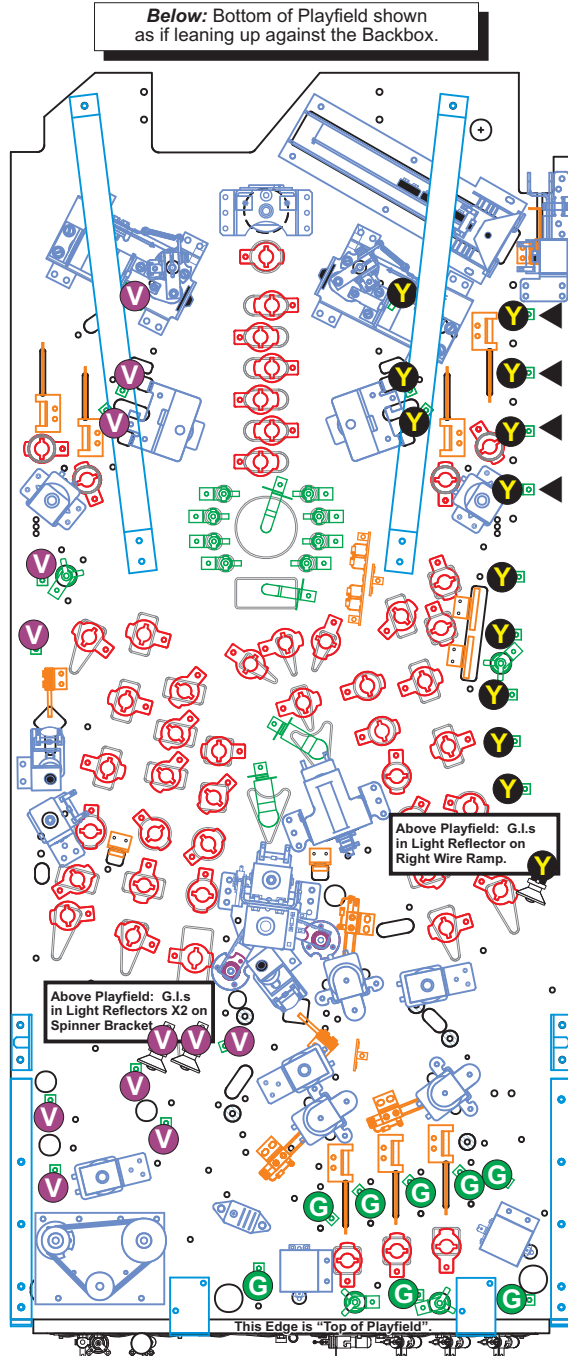 Below: Bottom of Playfield shown
as if leaning up against the Backbox.
V Y
Y
V Y Y
V Y Y
Y
V Y
V Y
Y
Y
Y
Above Playfield: G.I.s
in Light Reflector on
Right Wire Ramp.
Y
Above Playfield: G.I.s
in Light Reflectors X2 on
Spinner Bracket
V V V
V
V
V
V G G G G G
G G G
This Edge is “Top of Playfield”.